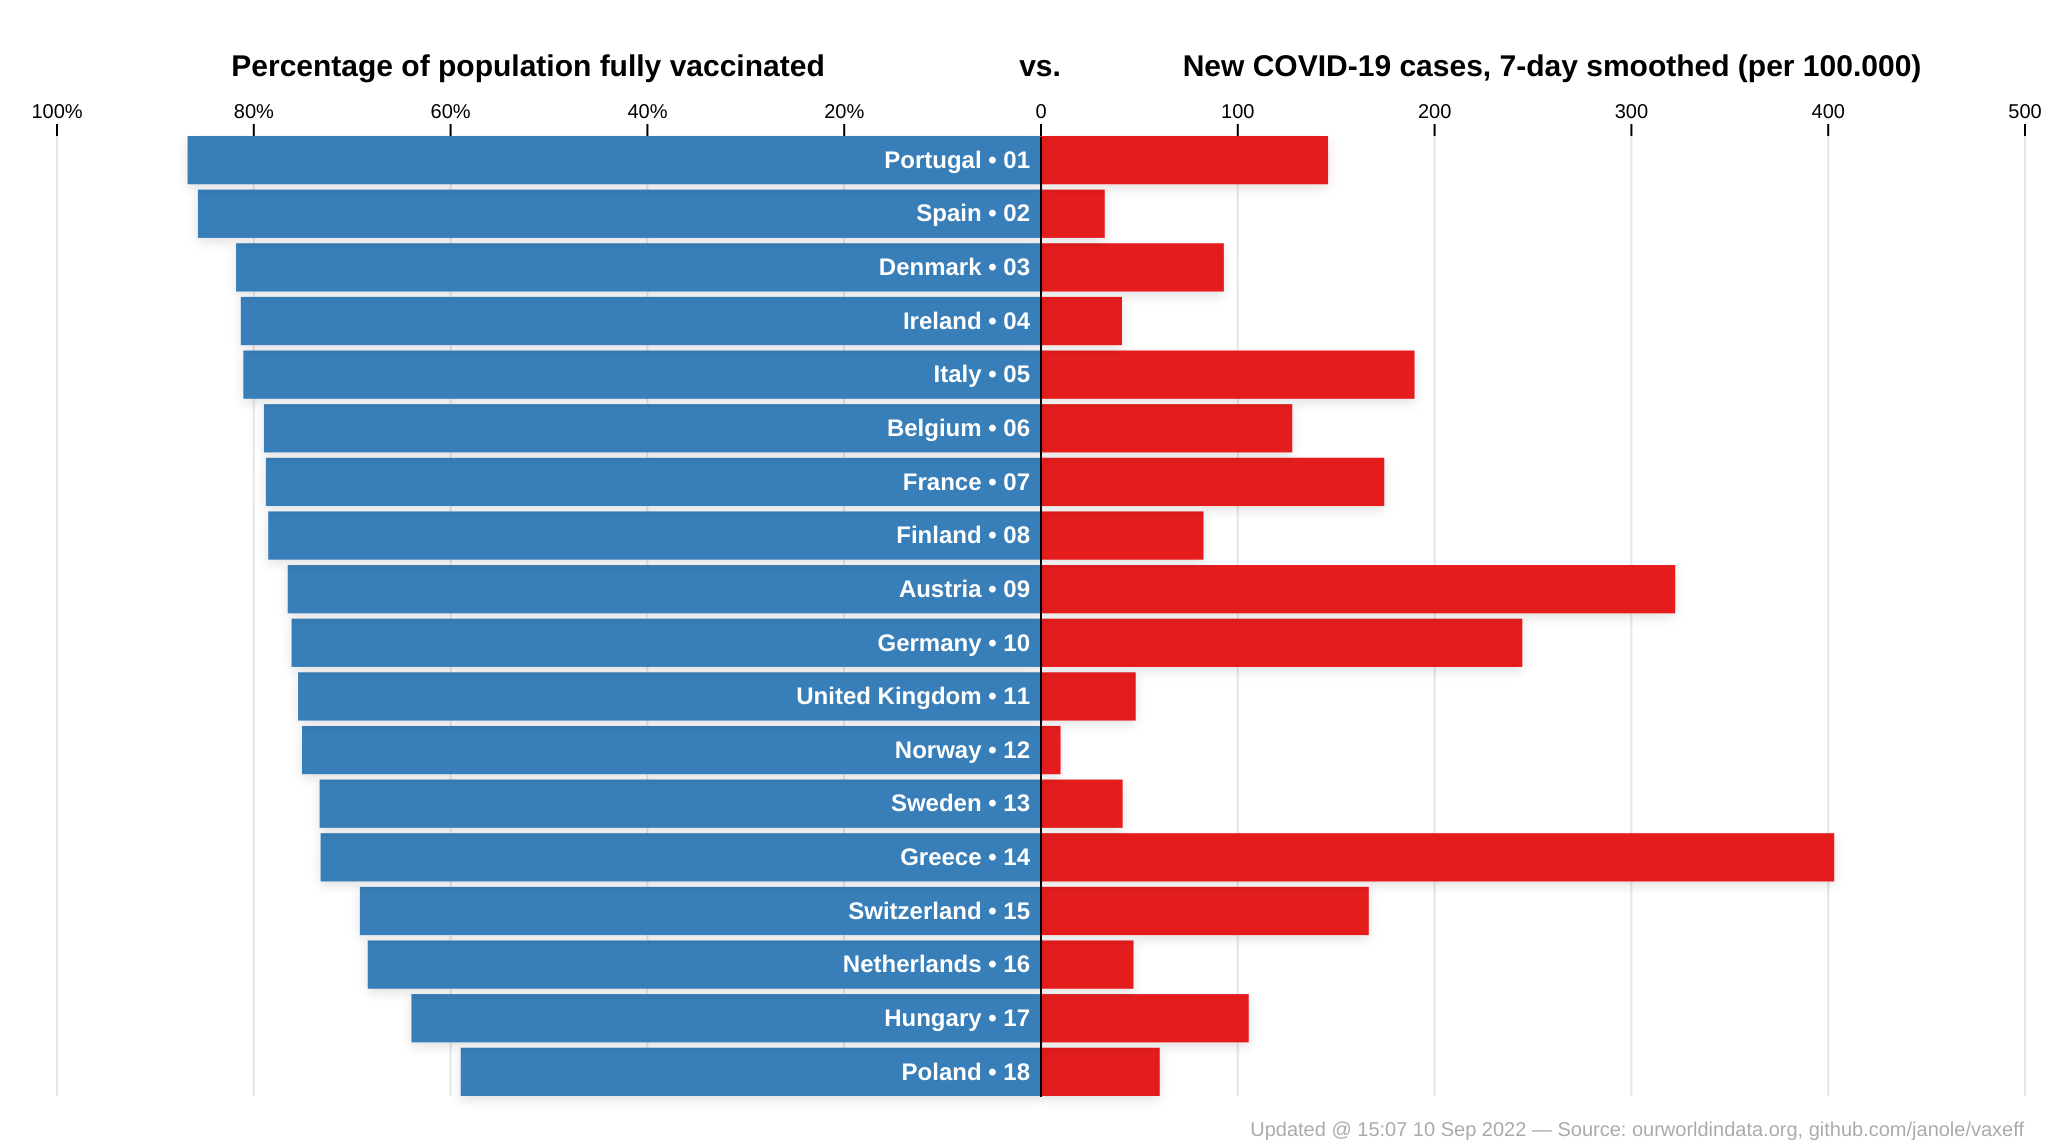 Percentage of population fully vaccinated vs. New COVID-19 cases, 7-day smoothed (per 100.000)
100% 80% 60% 40% 20% 0 100 200 300 400 500
Portugal • 01
Spain • 02
Denmark • 03
Ireland • 04
Italy • 05
Belgium • 06
France • 07
Finland • 08
Austria • 09
Germany • 10
United Kingdom • 11
Norway • 12
Sweden • 13
Greece • 14
Switzerland • 15
Netherlands • 16
Hungary • 17
Poland • 18
Updated @ 15:07 10 Sep 2022 — Source: ourworldindata.org, github.com/janole/vaxeff